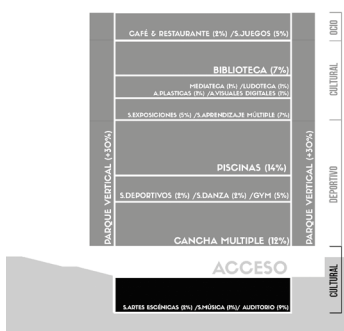 CAFÉ & RESTAURANTE (2%) /S.JUEGOS (5%)
OCIO
BIBLIOTECA (7%)
MEDIATECA (1%) /LUDOTECA (1%)
A.PLASTICAS (1%) /A.VISUALES DIGITALES (1%)
S.EXPOSICIONES (5%) /S.APRENDIZAJE MÚLTIPLE (7%)
CULTURAL
PARQUE VERTICAL (+30%)
PISCINAS (14%)
S.DEPORTIVOS (2%) /S.DANZA (2%) /GYM (5%)
CANCHA MULTIPLE (12%)
PARQUE VERTICAL (+30%)
DEPORTIVO
ACCESO
S.ARTES ESCÉNICAS (2%) /S.MÚSICA (1%)/ AUDITORIO (9%)
CULTURAL